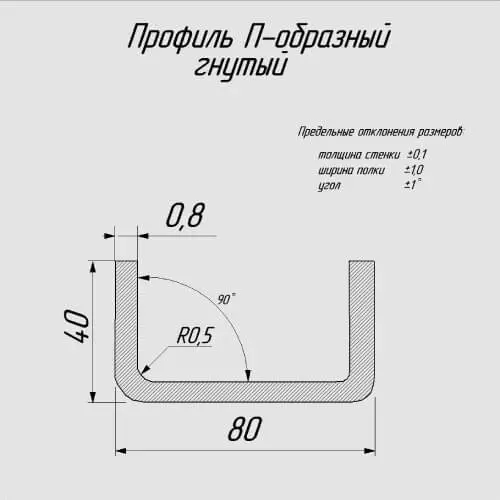 Профиль П-образный
гнутый
Предельные отклонения размеров:
толщина стенки ±0,1
ширина полки ±1,0
угол ±1°
0,8
90°
40
R0,5
80